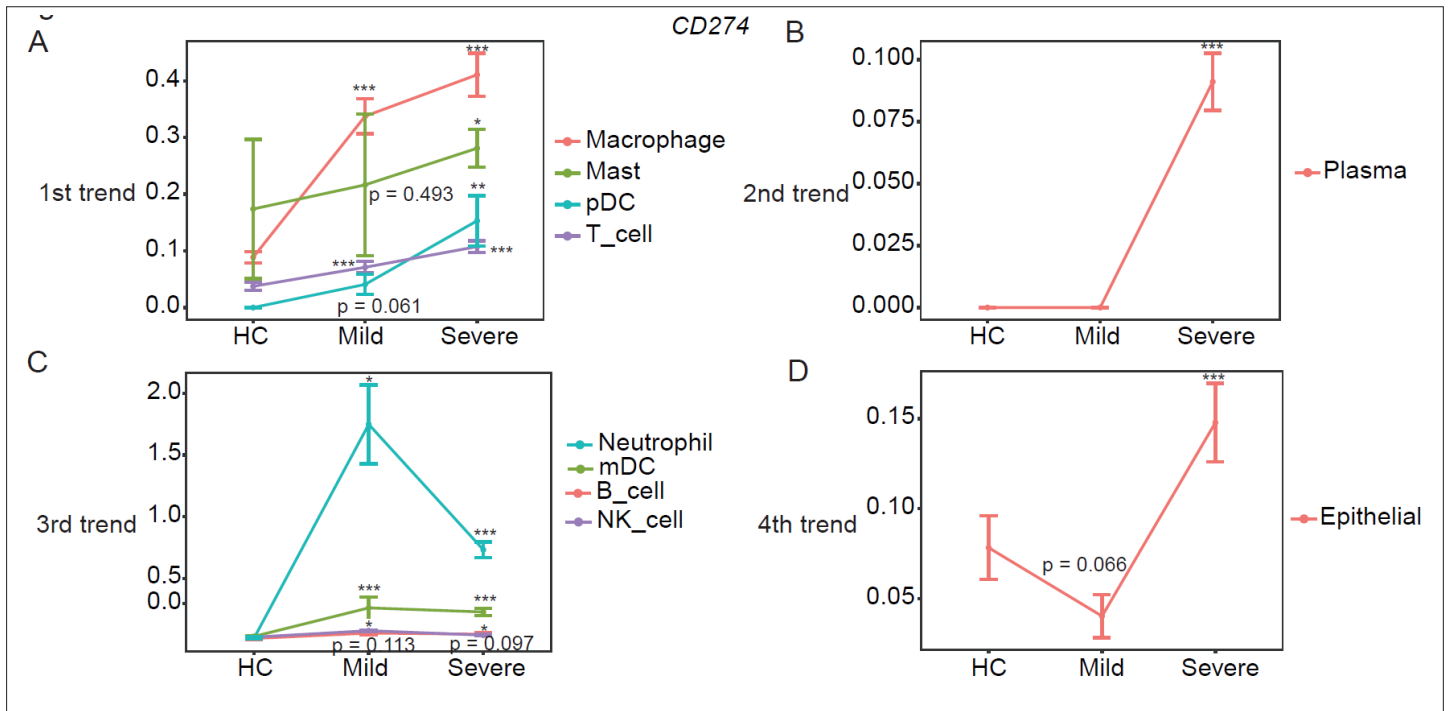 CD274
A
***
0.4
***
0.3
*
Macrophage
Mast
1st trend
0.2
p = 0.493
**
pDC
T_cell
0.1
***
***
0.0
p = 0.061
HC
Mild
Severe
B
***
0.100
0.075
2nd trend
0.050
Plasma
0.025
0.000
HC
Mild
Severe
C
*
2.0
1.5
Neutrophil
mDC
B_cell
NK_cell
3rd trend
1.0
***
0.5
***
***
0.0
*
*
p = 0.113
p = 0.097
HC
Mild
Severe
D
***
0.15
4th trend
0.10
Epithelial
p = 0.066
0.05
HC
Mild
Severe